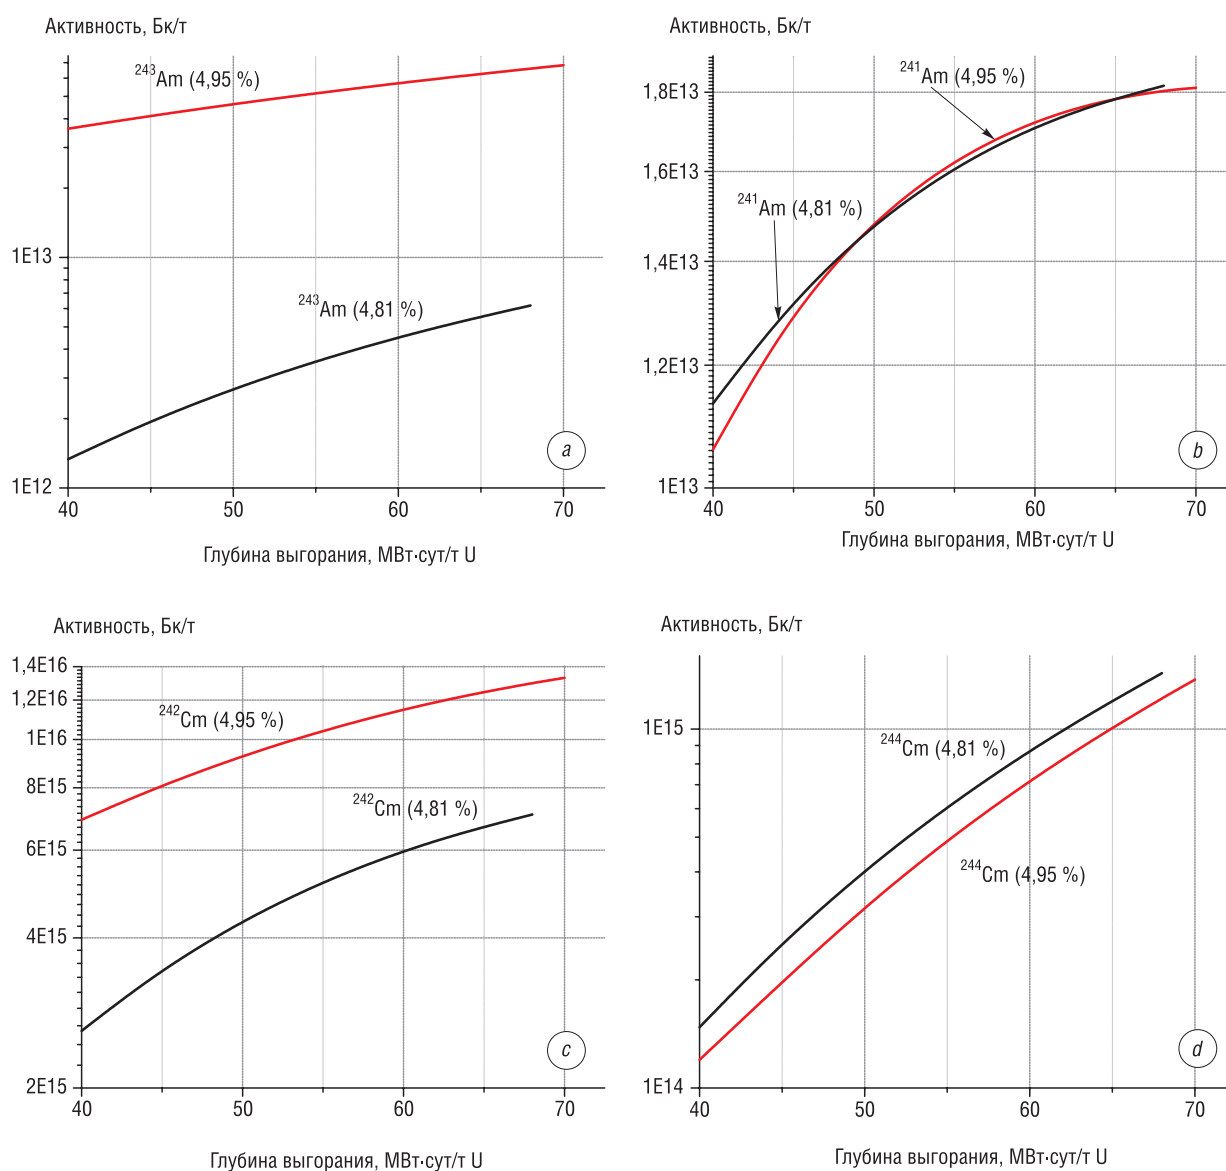 Активность, Бк/т
²⁴³Am (4,95 %)
1E13
²⁴³Am (4,81 %)
1E12
40 50 60 70
Глубина выгорания, МВт·сут/т U
a
Активность, Бк/т
1,8E13
²⁴¹Am (4,95 %)
1,6E13
²⁴¹Am (4,81 %)
1,4E13
1,2E13
1E13
40 50 60 70
Глубина выгорания, МВт·сут/т U
b
Активность, Бк/т
1,4E16
1,2E16
²⁴²Cm (4,95 %)
1E16
8E15
²⁴²Cm (4,81 %)
6E15
4E15
2E15
40 50 60 70
Глубина выгорания, МВт·сут/т U
c
Активность, Бк/т
1E15
²⁴⁴Cm (4,81 %)
²⁴⁴Cm (4,95 %)
1E14
40 50 60 70
Глубина выгорания, МВт·сут/т U
d